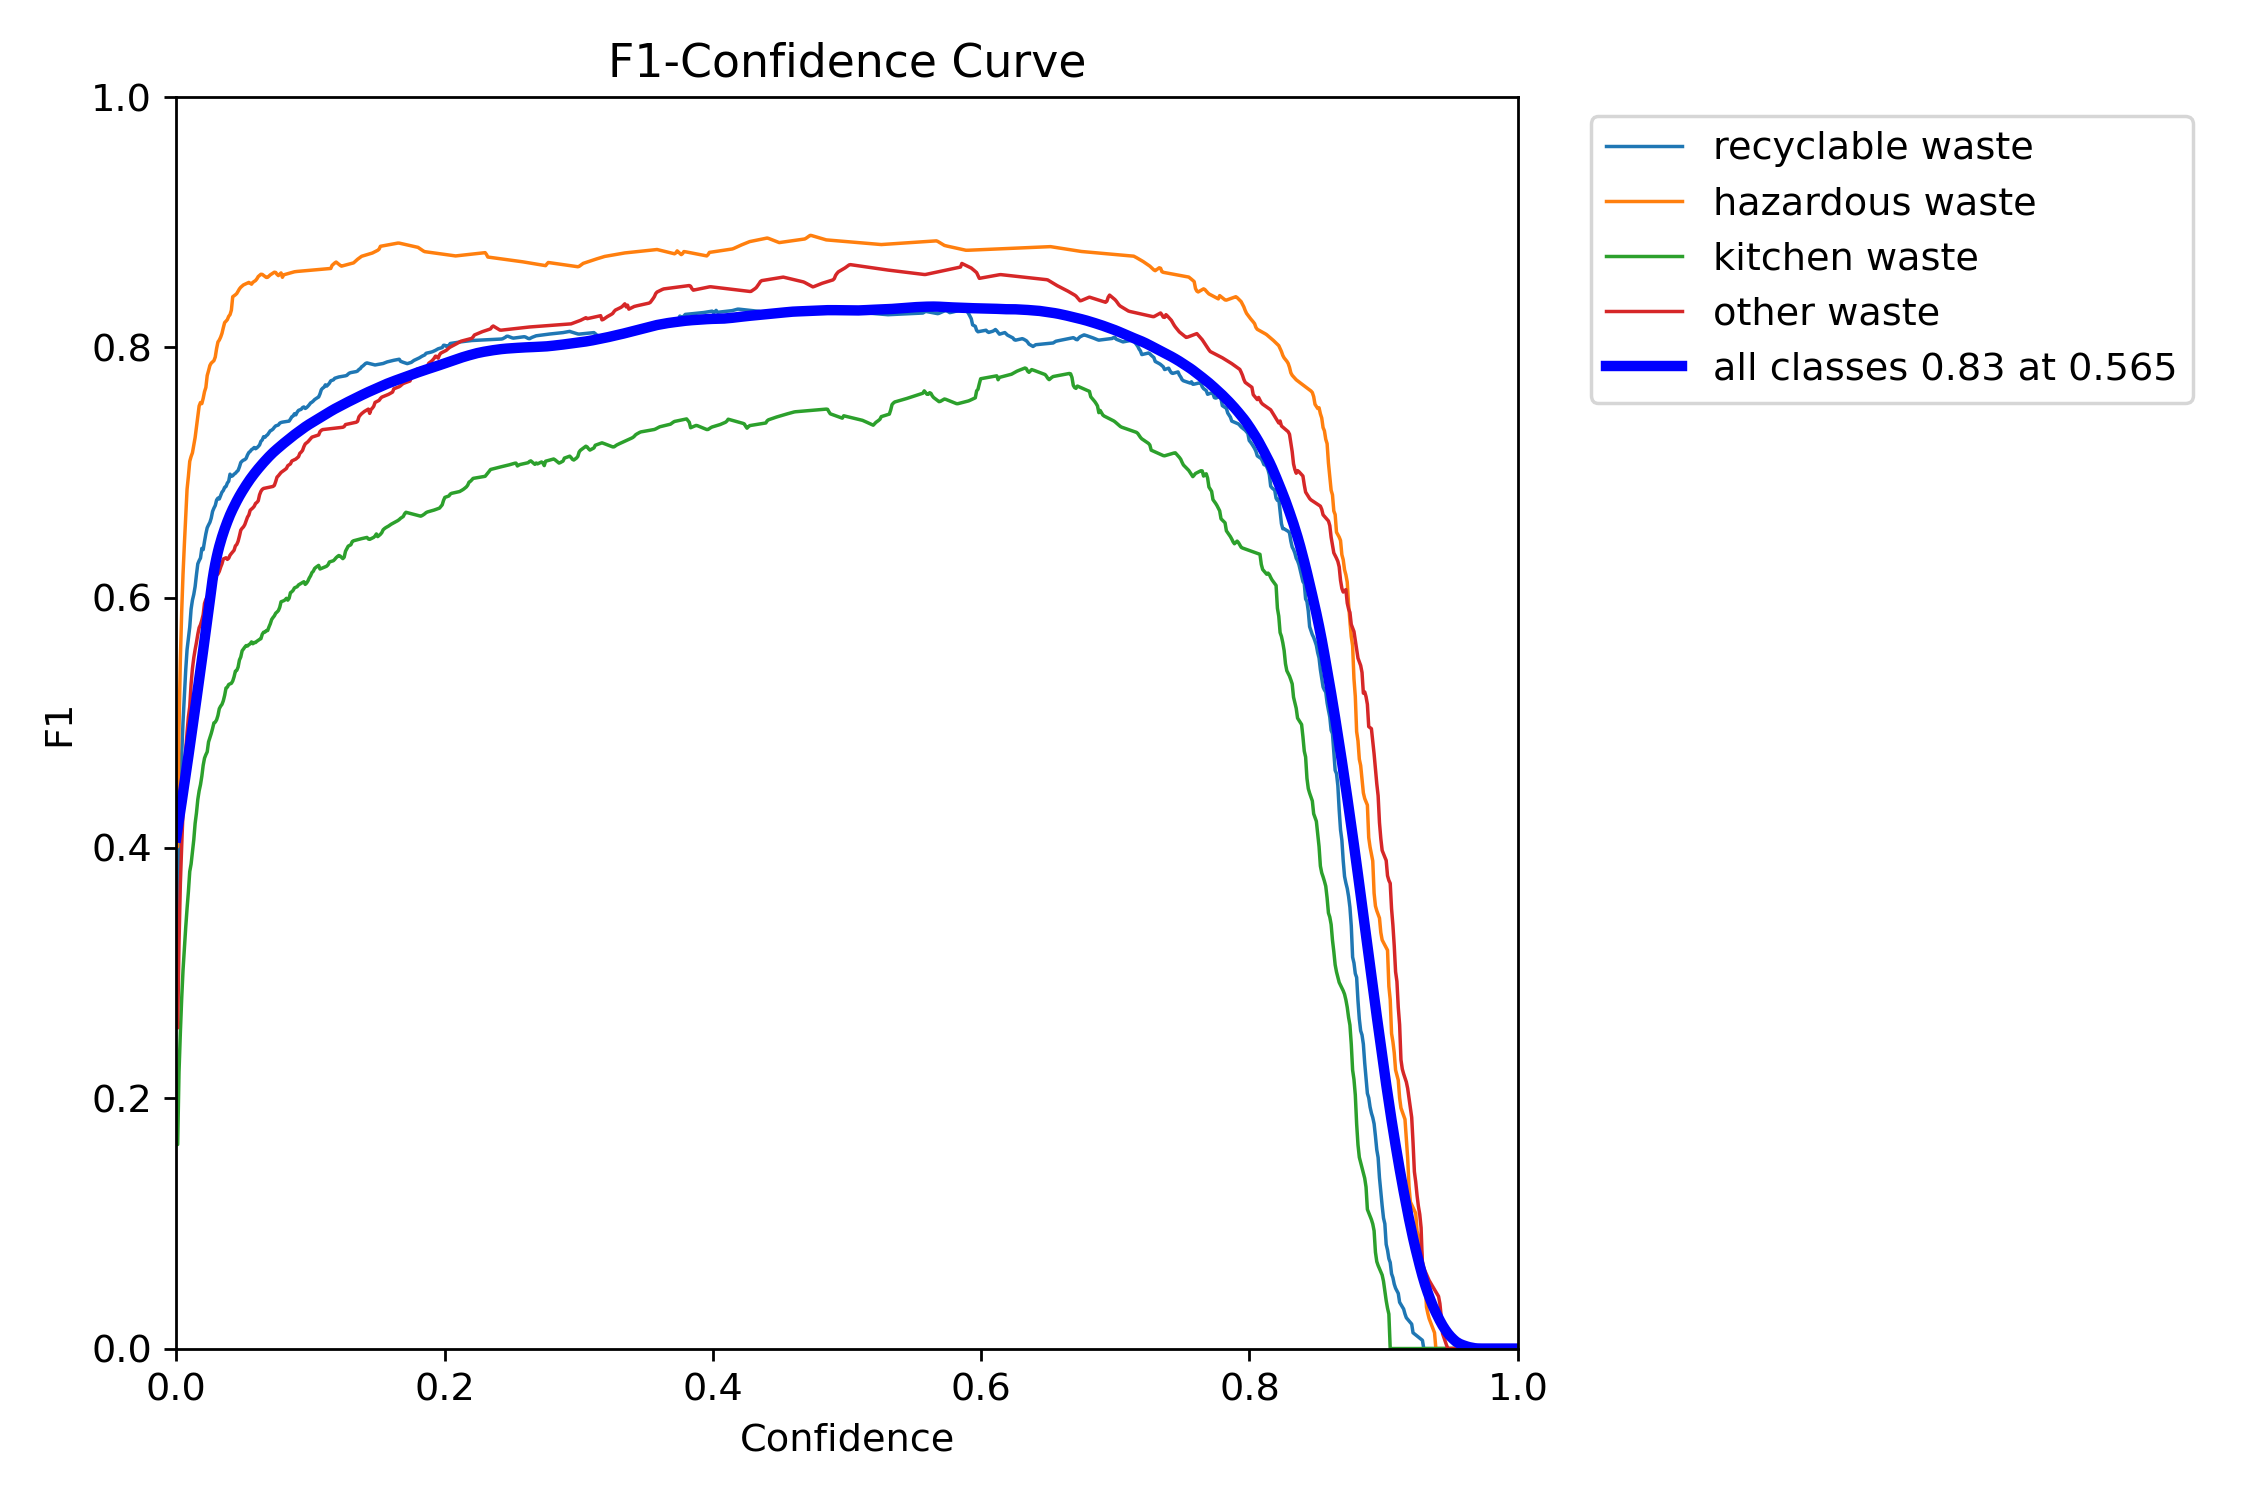 F1-Confidence Curve
1.0
0.8
0.6
0.4
0.2
0.0
F1
0.0 0.2 0.4 0.6 0.8 1.0
Confidence
recyclable waste
hazardous waste
kitchen waste
other waste
all classes 0.83 at 0.565